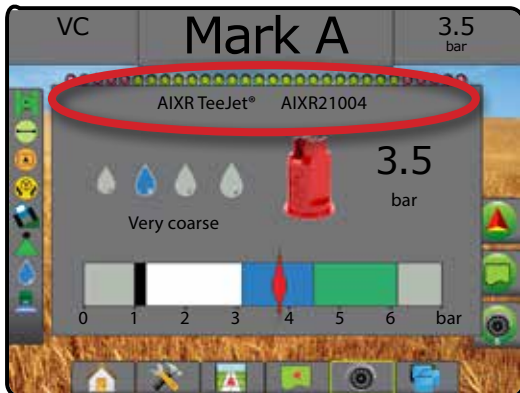 VC
Mark A
3.5
bar
AIXR TeeJet® AIXR21004
3.5
bar
Very coarse
0 1 2 3 4 5 6 bar